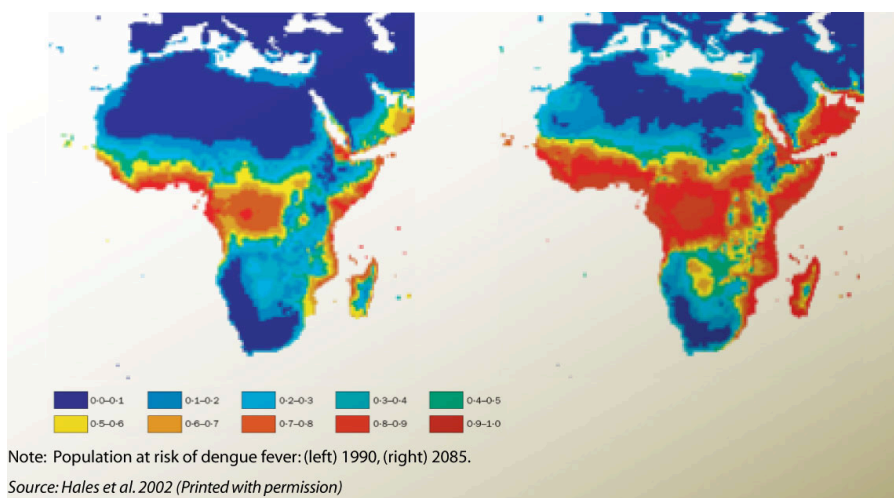 0·0–0·1 0·1–0·2 0·2–0·3 0·3–0·4 0·4–0·5
0·5–0·6 0·6–0·7 0·7–0·8 0·8–0·9 0·9–1·0
Note: Population at risk of dengue fever: (left) 1990, (right) 2085.
Source: Hales et al. 2002 (Printed with permission)